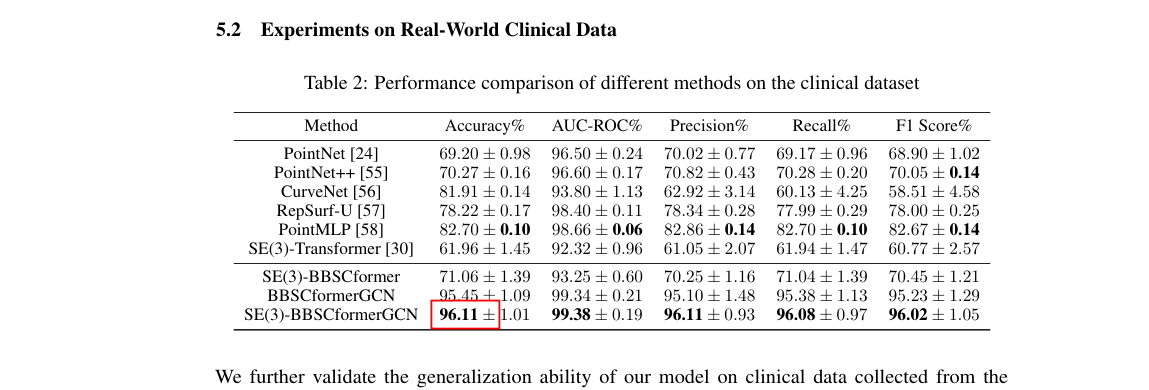 5.2 Experiments on Real-World Clinical Data
Table 2: Performance comparison of different methods on the clinical dataset
Method Accuracy% AUC-ROC% Precision% Recall% F1 Score%
PointNet [24] 69.20 ± 0.98 96.50 ± 0.24 70.02 ± 0.77 69.17 ± 0.96 68.90 ± 1.02
PointNet++ [55] 70.27 ± 0.16 96.60 ± 0.17 70.82 ± 0.43 70.28 ± 0.20 70.05 ± 0.14
CurveNet [56] 81.91 ± 0.14 93.80 ± 1.13 62.92 ± 3.14 60.13 ± 4.25 58.51 ± 4.58
RepSurf-U [57] 78.22 ± 0.17 98.40 ± 0.11 78.34 ± 0.28 77.99 ± 0.29 78.00 ± 0.25
PointMLP [58] 82.70 ± 0.10 98.66 ± 0.06 82.86 ± 0.14 82.70 ± 0.10 82.67 ± 0.14
SE(3)-Transformer [30] 61.96 ± 1.45 92.32 ± 0.96 61.05 ± 2.07 61.94 ± 1.47 60.77 ± 2.57
SE(3)-BBSCformer 71.06 ± 1.39 93.25 ± 0.60 70.25 ± 1.16 71.04 ± 1.39 70.45 ± 1.21
BBSCformerGCN 95.45 ± 1.09 99.34 ± 0.21 95.10 ± 1.48 95.38 ± 1.13 95.23 ± 1.29
SE(3)-BBSCformerGCN 96.11 ± 1.01 99.38 ± 0.19 96.11 ± 0.93 96.08 ± 0.97 96.02 ± 1.05
We further validate the generalization ability of our model on clinical data collected from the